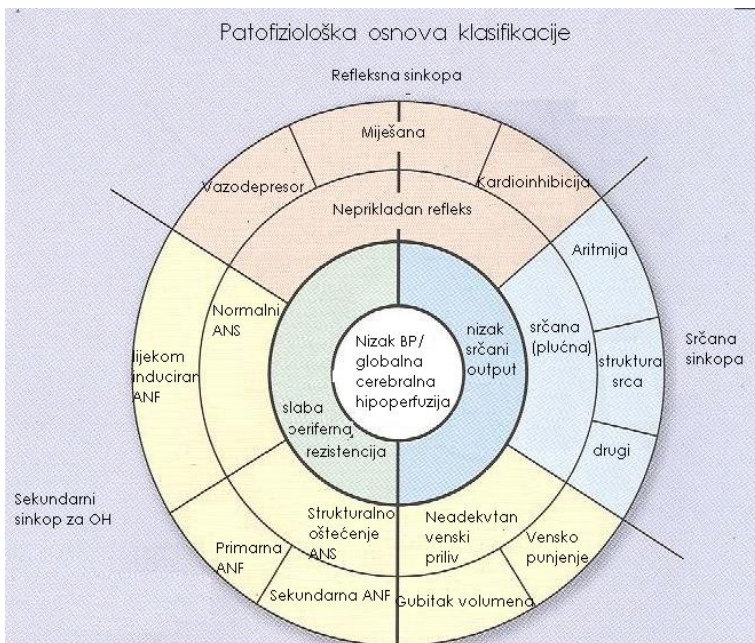 Patofiziološka osnova klasifikacije
Refleksna sinkopa
Miješana
Vazodepresor
Kardioinhibicija
Neprikladan refleks
Aritmija
Normalni
ANS
srčana
(plućna)
nizak
srčani
output
Nizak BP/
globalna
cerebralna
hipoperfuzija
Srčana
sinkopa
struktura
srca
lijekom
induciran
ANF
slaba
periferna
rezistencija
drugi
Sekundarni
sinkop za OH
Strukturalno
oštećenje
ANS
Neadekvtan
venski
priliv
Vensko
punjenje
Primarna
ANF
Sekundarna ANF
Gubitak volumena